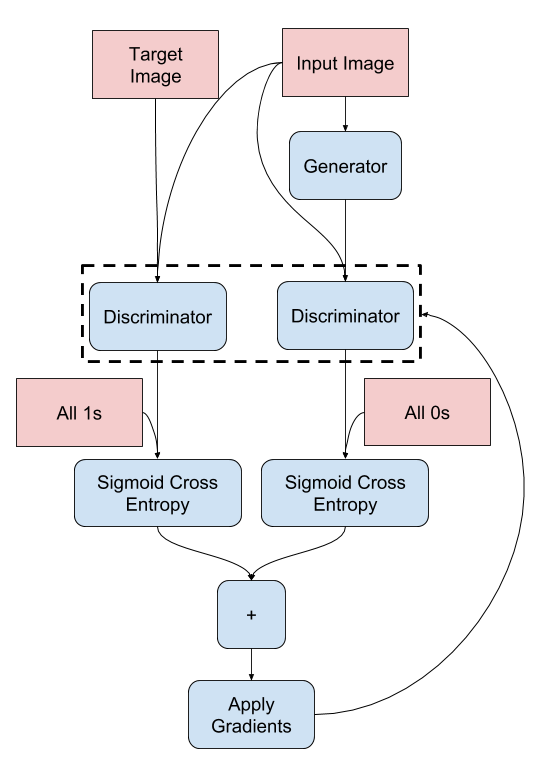 Target
Image
Input Image
Generator
Discriminator
Discriminator
All 1s
All 0s
Sigmoid Cross
Entropy
Sigmoid Cross
Entropy
+
Apply
Gradients